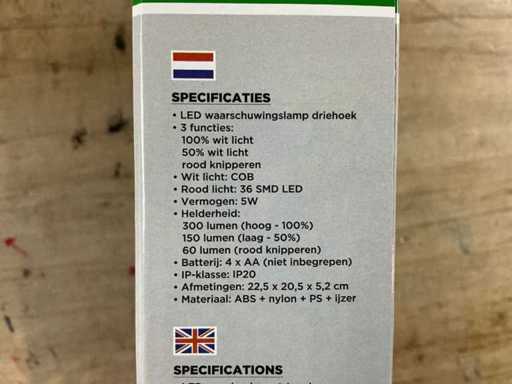 SPECIFICATIES
• LED waarschuwingslamp driehoek
• 3 functies:
100% wit licht
50% wit licht
rood knipperen
• Wit licht: COB
• Rood licht: 36 SMD LED
• Vermogen: 5W
• Helderheid:
300 lumen (hoog - 100%)
150 lumen (laag - 50%)
60 lumen (rood knipperen)
• Batterij: 4 x AA (niet inbegrepen)
• IP-klasse: IP20
• Afmetingen: 22,5 x 20,5 x 5,2 cm
• Materiaal: ABS + nylon + PS + ijzer
SPECIFICATIONS